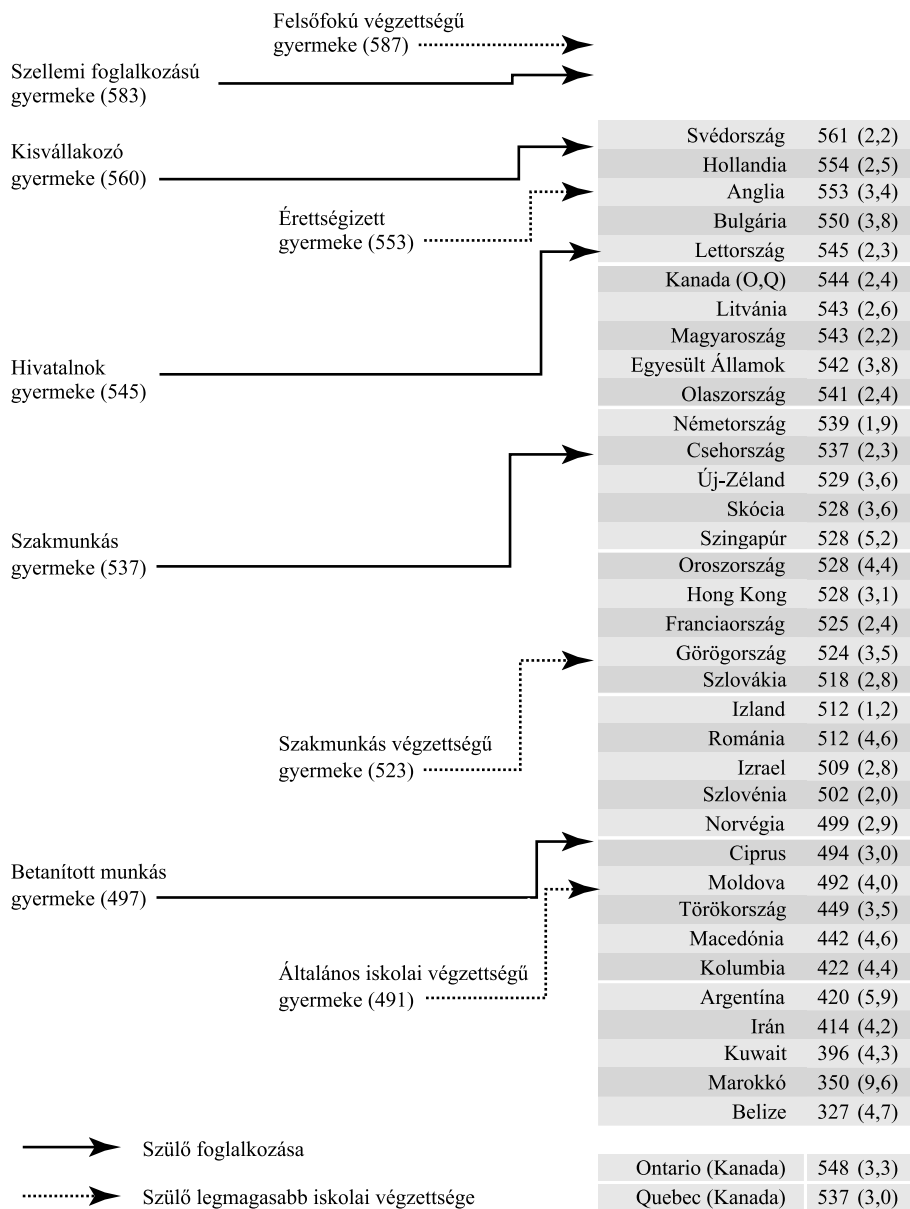 Felsőfokú végzettségű
gyermeke (587)
Szellemi foglalkozású
gyermeke (583)
Kisvállakozó
gyermeke (560)
Érettségizett
gyermeke (553)
Hivatalnok
gyermeke (545)
Szakmunkás
gyermeke (537)
Szakmunkás végzettségű
gyermeke (523)
Betanított munkás
gyermeke (497)
Általános iskolai végzettségű
gyermeke (491)
Svédország 561 (2,2)
Hollandia 554 (2,5)
Anglia 553 (3,4)
Bulgária 550 (3,8)
Lettország 545 (2,3)
Kanada (O,Q) 544 (2,4)
Litvánia 543 (2,6)
Magyaroszág 543 (2,2)
Egyesült Államok 542 (3,8)
Olaszország 541 (2,4)
Németország 539 (1,9)
Csehország 537 (2,3)
Új-Zéland 529 (3,6)
Skócia 528 (3,6)
Szingapúr 528 (5,2)
Oroszország 528 (4,4)
Hong Kong 528 (3,1)
Franciaország 525 (2,4)
Görögország 524 (3,5)
Szlovákia 518 (2,8)
Izland 512 (1,2)
Románia 512 (4,6)
Izrael 509 (2,8)
Szlovénia 502 (2,0)
Norvégia 499 (2,9)
Ciprus 494 (3,0)
Moldova 492 (4,0)
Törökország 449 (3,5)
Macedónia 442 (4,6)
Kolumbia 422 (4,4)
Argentína 420 (5,9)
Irán 414 (4,2)
Kuwait 396 (4,3)
Marokkó 350 (9,6)
Belize 327 (4,7)
Szülő foglalkozása
Szülő legmagasabb iskolai végzettsége
Ontario (Kanada) 548 (3,3)
Quebec (Kanada) 537 (3,0)